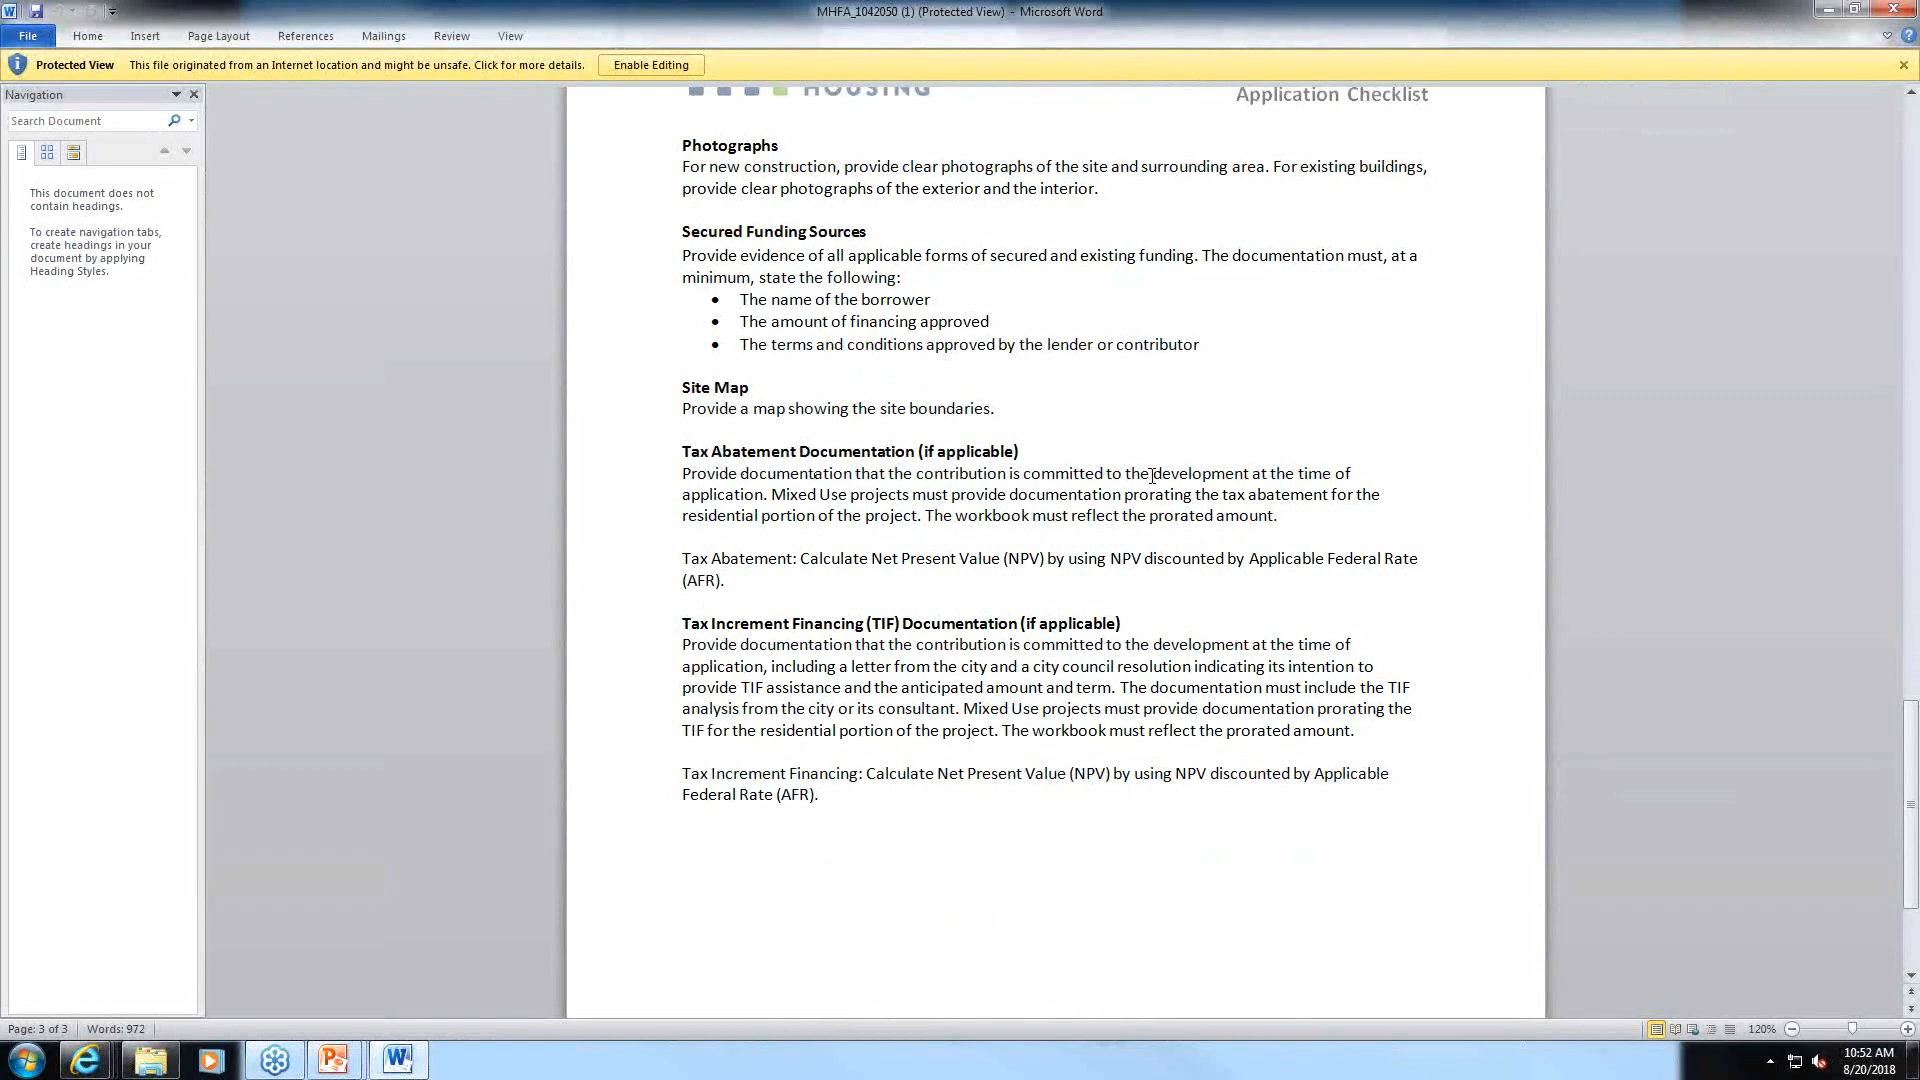 MHFA_1042050 (1) (Protected View) - Microsoft Word
File Home Insert Page Layout References Mailings Review View
Protected View This file originated from an Internet location and might be unsafe. Click for more details. Enable Editing
Navigation
Search Document
This document does not
contain headings.
To create navigation tabs,
create headings in your
document by applying
Heading Styles.
HOUSING
Application Checklist
Photographs
For new construction, provide clear photographs of the site and surrounding area. For existing buildings,
provide clear photographs of the exterior and the interior.
Secured Funding Sources
Provide evidence of all applicable forms of secured and existing funding. The documentation must, at a
minimum, state the following:
• The name of the borrower
• The amount of financing approved
• The terms and conditions approved by the lender or contributor
Site Map
Provide a map showing the site boundaries.
Tax Abatement Documentation (if applicable)
Provide documentation that the contribution is committed to the development at the time of
application. Mixed Use projects must provide documentation prorating the tax abatement for the
residential portion of the project. The workbook must reflect the prorated amount.
Tax Abatement: Calculate Net Present Value (NPV) by using NPV discounted by Applicable Federal Rate
(AFR).
Tax Increment Financing (TIF) Documentation (if applicable)
Provide documentation that the contribution is committed to the development at the time of
application, including a letter from the city and a city council resolution indicating its intention to
provide TIF assistance and the anticipated amount and term. The documentation must include the TIF
analysis from the city or its consultant. Mixed Use projects must provide documentation prorating the
TIF for the residential portion of the project. The workbook must reflect the prorated amount.
Tax Increment Financing: Calculate Net Present Value (NPV) by using NPV discounted by Applicable
Federal Rate (AFR).
Page: 3 of 3 Words: 972
120%
10:52 AM
8/20/2018